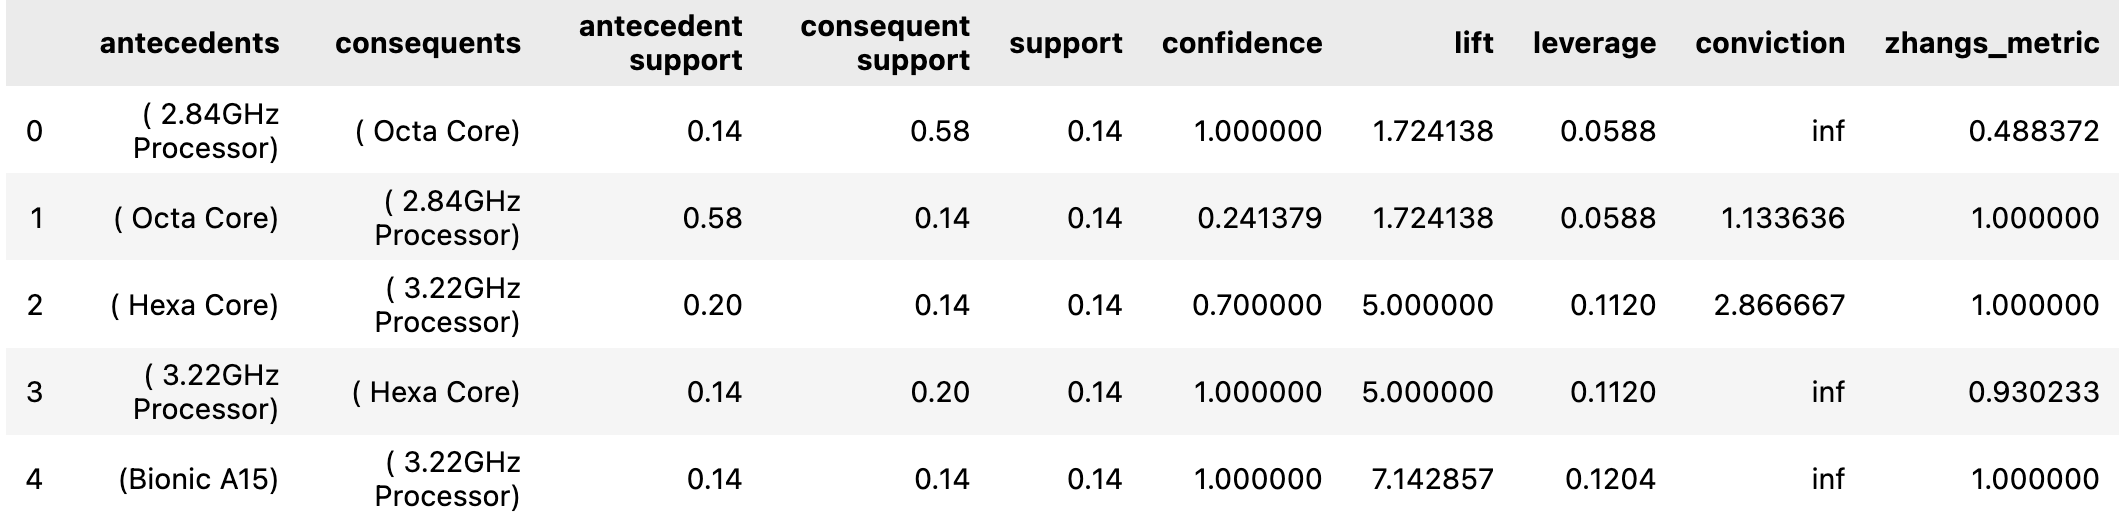 antecedents consequents antecedent support consequent support support confidence lift leverage conviction zhangs_metric
0 ( 2.84GHz Processor) ( Octa Core) 0.14 0.58 0.14 1.000000 1.724138 0.0588 inf 0.488372
1 ( Octa Core) ( 2.84GHz Processor) 0.58 0.14 0.14 0.241379 1.724138 0.0588 1.133636 1.000000
2 ( Hexa Core) ( 3.22GHz Processor) 0.20 0.14 0.14 0.700000 5.000000 0.1120 2.866667 1.000000
3 ( 3.22GHz Processor) ( Hexa Core) 0.14 0.20 0.14 1.000000 5.000000 0.1120 inf 0.930233
4 (Bionic A15) ( 3.22GHz Processor) 0.14 0.14 0.14 1.000000 7.142857 0.1204 inf 1.000000